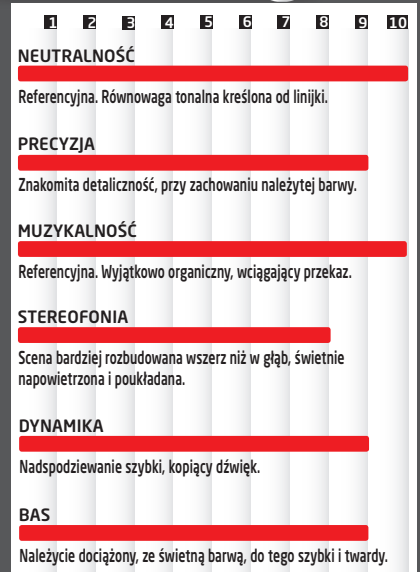 1 2 3 4 5 6 7 8 9 10
NEUTRALNOŚĆ
Referencyjna. Równowaga tonalna kreślona od linijki.
PRECYZJA
Znakomita detaliczność, przy zachowaniu należytej barwy.
MUZYKALNOŚĆ
Referencyjna. Wyjątkowo organiczny, wciągający przekaz.
STEREOFONIA
Scena bardziej rozbudowana wszerz niż w głąb, świetnie
napowietrzona i poukładana.
DYNAMIKA
Nadspodziewanie szybki, kopiący dźwięk.
BAS
Należycie dociążony, ze świetną barwą, do tego szybki i twardy.